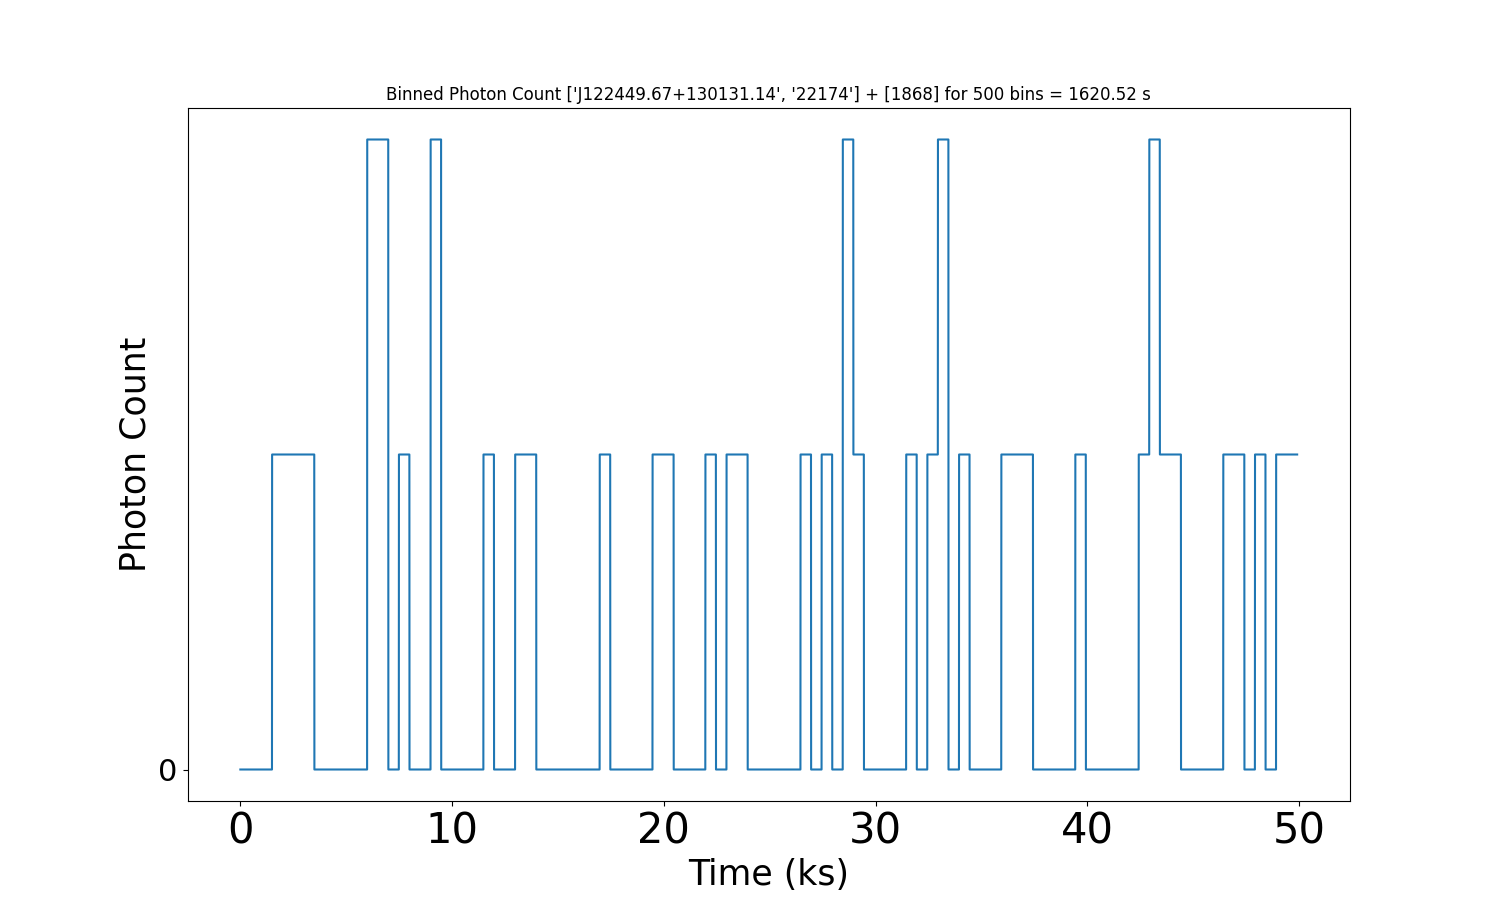 Binned Photon Count ['J122449.67+130131.14', '22174'] + [1868] for 500 bins = 1620.52 s
Photon Count
0
0 10 20 30 40 50
Time (ks)